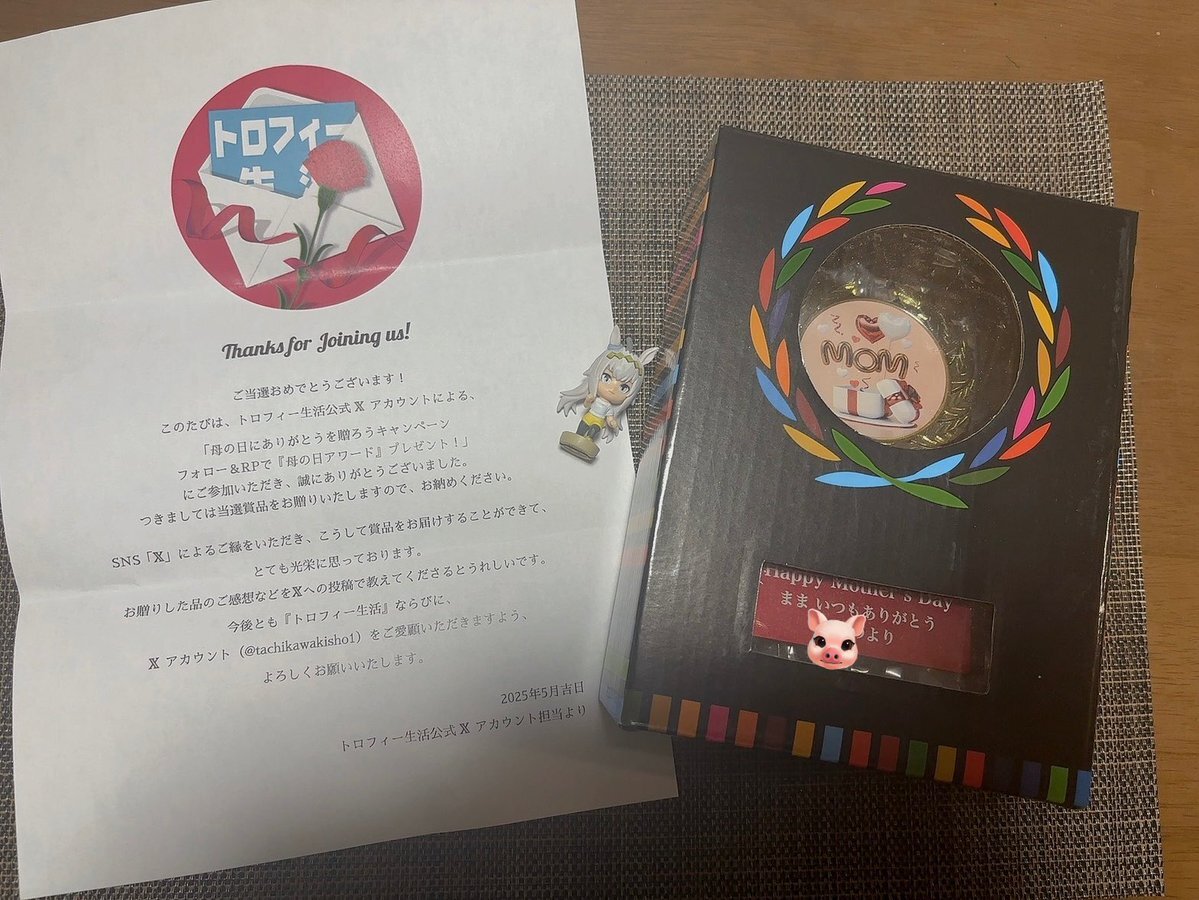 トロフィー
生
Thanks for Joining us!
ご当選おめでとうございます！
このたびは、トロフィー生活公式 X アカウントによる、
「母の日にありがとうを贈ろうキャンペーン
フォロー＆RPで『母の日アワード』プレゼント！」
にご参加いただき、誠にありがとうございました。
つきましては当選賞品をお贈りいたしますので、お納めください。
SNS「X」によるご縁をいただき、こうして賞品をお届けすることができて、
とても光栄に思っております。
お贈りした品のご感想などをXへの投稿で教えてくださるとうれしいです。
今後とも『トロフィー生活』ならびに、
X アカウント（@tachikawakisho1）をご愛顧いただきますよう、
よろしくお願いいたします。
2025年5月吉日
トロフィー生活公式 X アカウント担当より
MOM
Happy Mother's Day
まま いつもありがとう
より